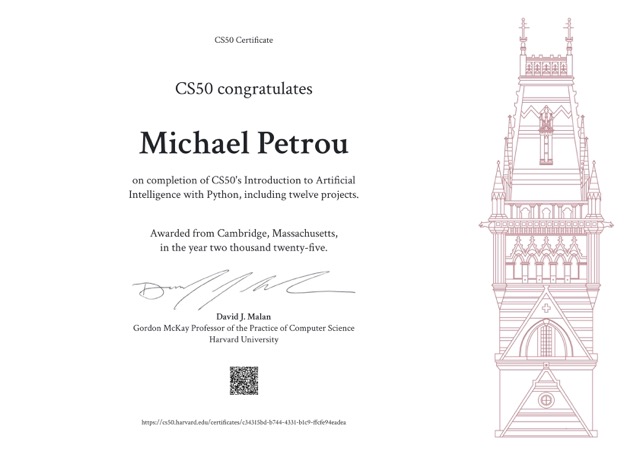 CS50 Certificate
CS50 congratulates
Michael Petrou
on completion of CS50's Introduction to Artificial
Intelligence with Python, including twelve projects.
Awarded from Cambridge, Massachusetts,
in the year two thousand twenty-five.
David J. Malan
Gordon McKay Professor of the Practice of Computer Science
Harvard University
https://cs50.harvard.edu/certificates/c34315bd-b744-4331-b1c9-ffcfe94eadea